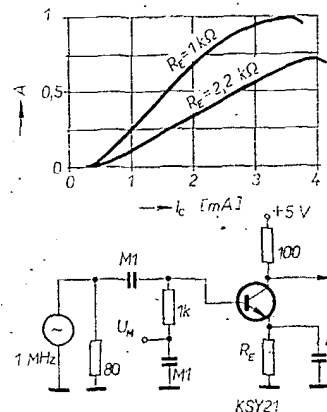 1
R_E=1 kΩ
0,5
R_E=2,2 kΩ
A
0
0 1 2 3 4
I_C [mA]
+5 V
100
M1
1k
U_M
1 MHz
80
M1
R_E
KSY21